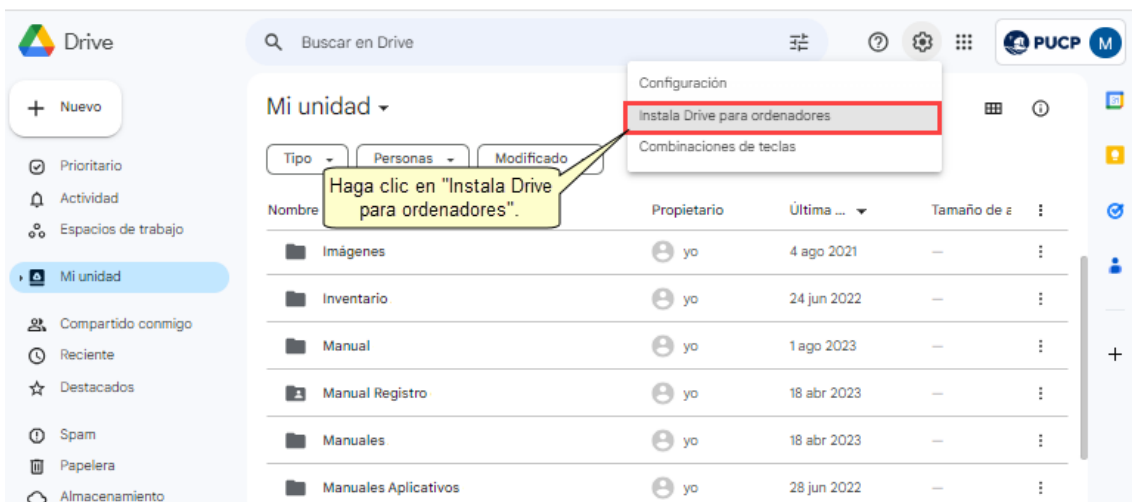 Drive
Buscar en Drive
PUCP
M
Nuevo
Prioritario
Actividad
Espacios de trabajo
Mi unidad
Compartido conmigo
Reciente
Destacados
Spam
Papelera
Almacenamiento
Mi unidad
Configuración
Instala Drive para ordenadores
Combinaciones de teclas
Tipo
Personas
Modificado
Haga clic en "Instala Drive
para ordenadores".
Nombre Propietario Última ... Tamaño de a
Imágenes yo 4 ago 2021 —
Inventario yo 24 jun 2022 —
Manual yo 1 ago 2023 —
Manual Registro yo 18 abr 2023 —
Manuales yo 18 abr 2023 —
Manuales Aplicativos yo 28 jun 2022 —
31